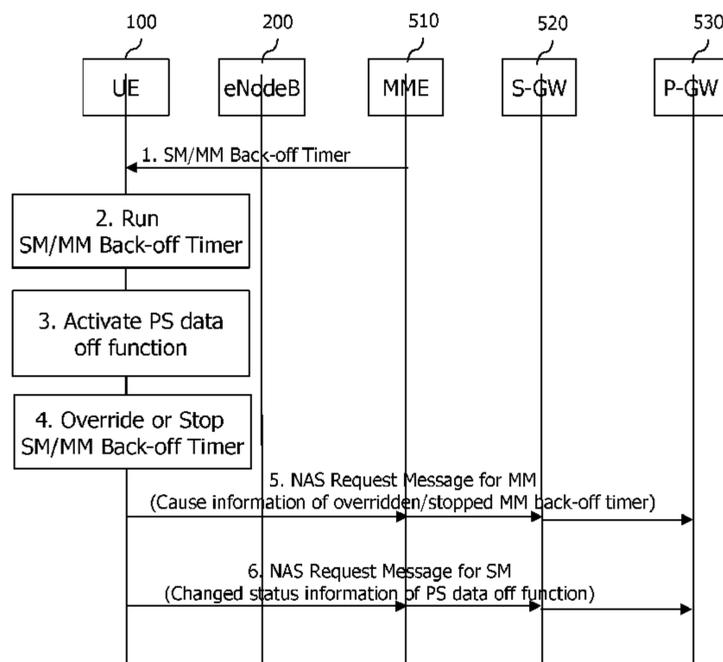 100 200 510 520 530
UE eNodeB MME S-GW P-GW
1. SM/MM Back-off Timer
2. Run
SM/MM Back-off Timer
3. Activate PS data
off function
4. Override or Stop
SM/MM Back-off Timer
5. NAS Request Message for MM
(Cause information of overridden/stopped MM back-off timer)
6. NAS Request Message for SM
(Changed status information of PS data off function)